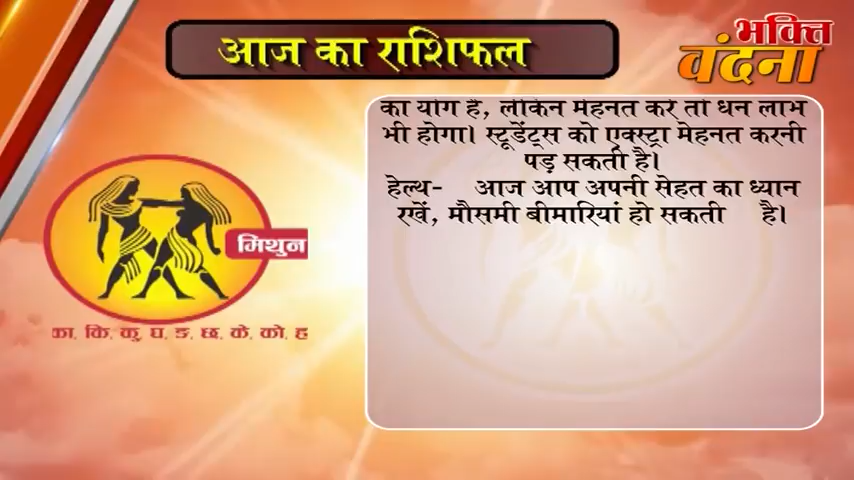 आज का राशिफल
भक्ति
वंदना
का योग है, लेकिन मेहनत करें तो धन लाभ
भी होगा। स्टूडेंट्स को एक्स्ट्रा मेहनत करनी
पड़ सकती है।
हेल्थ- आज आप अपनी सेहत का ध्यान
रखें, मौसमी बीमारियां हो सकती है।
मिथुन
का, कि, कु, घ, ङ, छ, के, को, ह